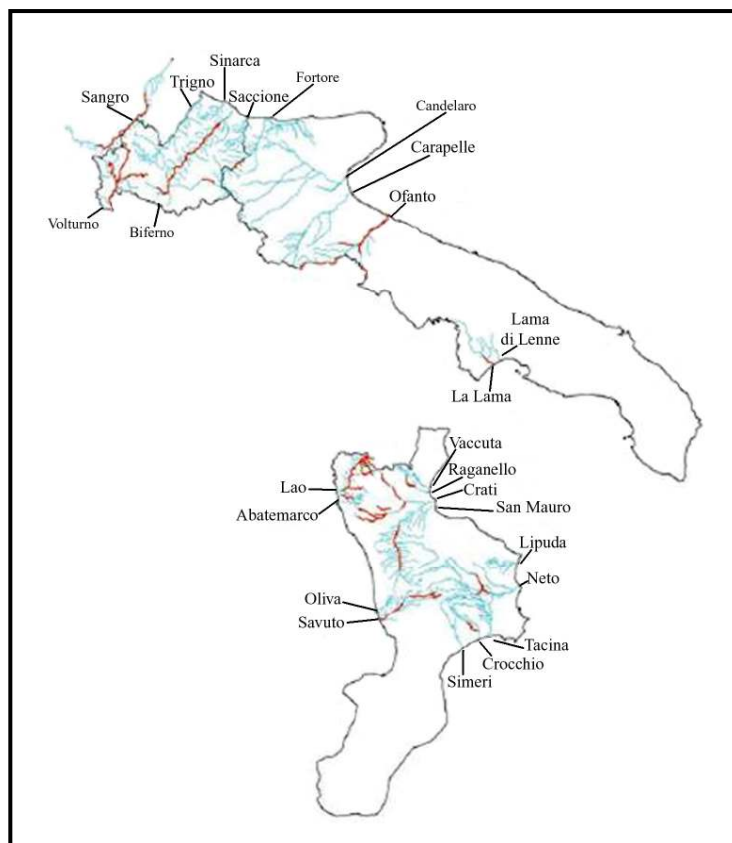 Sinarca
Trigno
Fortore
Sangro
Saccione
Candelaro
Carapelle
Ofanto
Volturno
Biferno
Lama
di Lenne
La Lama
Vaccuta
Raganello
Lao
Crati
Abatemarco
San Mauro
Lipuda
Neto
Oliva
Savuto
Tacina
Crocchio
Simeri